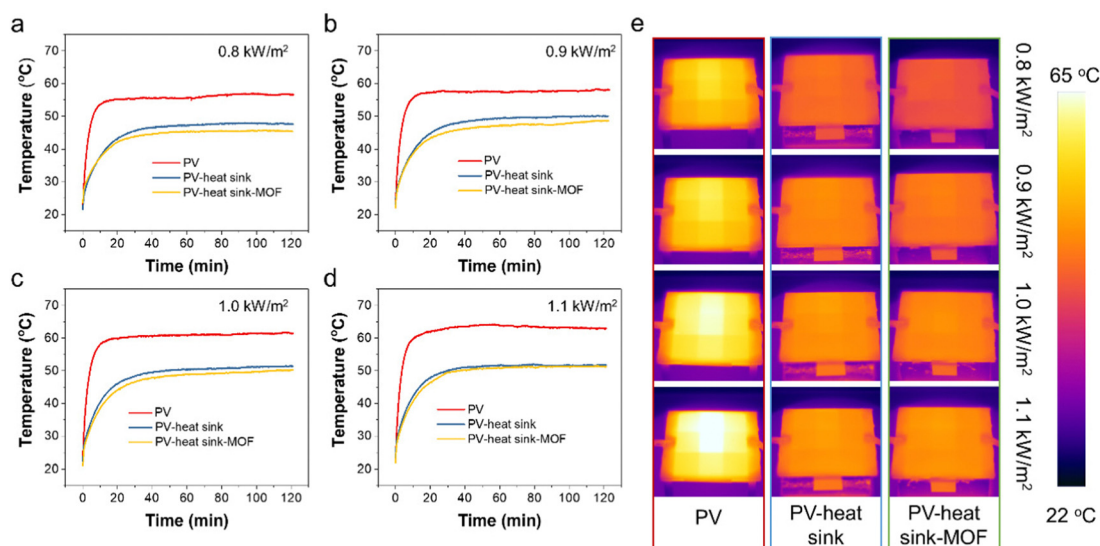 a
0.8 kW/m²
Temperature (°C)
70
60
50
40
30
20
PV
PV-heat sink
PV-heat sink-MOF
0 20 40 60 80 100 120
Time (min)
b
0.9 kW/m²
Temperature (°C)
70
60
50
40
30
20
PV
PV-heat sink
PV-heat sink-MOF
0 20 40 60 80 100 120
Time (min)
c
1.0 kW/m²
Temperature (°C)
70
60
50
40
30
20
PV
PV-heat sink
PV-heat sink-MOF
0 20 40 60 80 100 120
Time (min)
d
1.1 kW/m²
Temperature (°C)
70
60
50
40
30
20
PV
PV-heat sink
PV-heat sink-MOF
0 20 40 60 80 100 120
Time (min)
e
0.8 kW/m²
0.9 kW/m²
1.0 kW/m²
1.1 kW/m²
PV
PV-heat
sink
PV-heat
sink-MOF
65 °C
22 °C